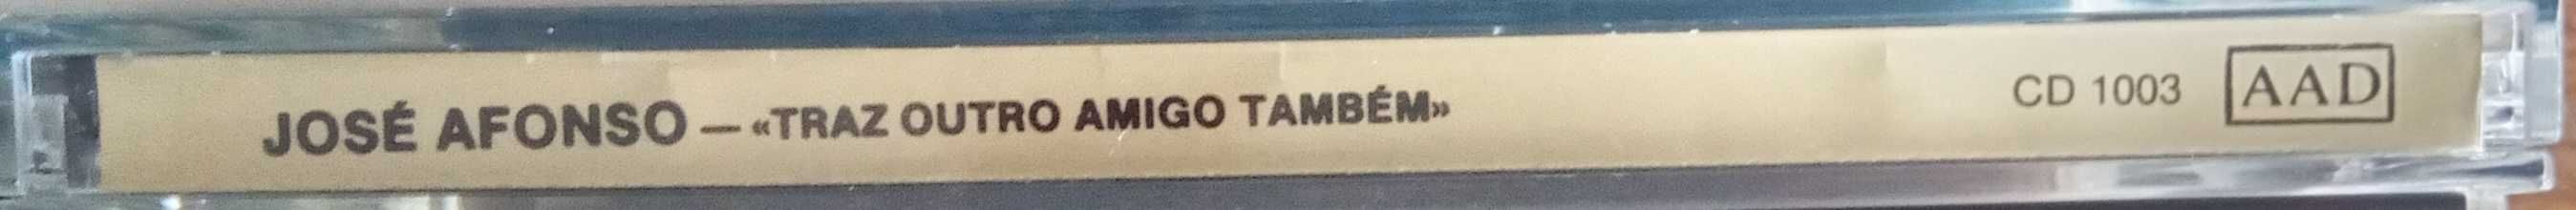 JOSÉ AFONSO — «TRAZ OUTRO AMIGO TAMBÉM» CD 1003 AAD